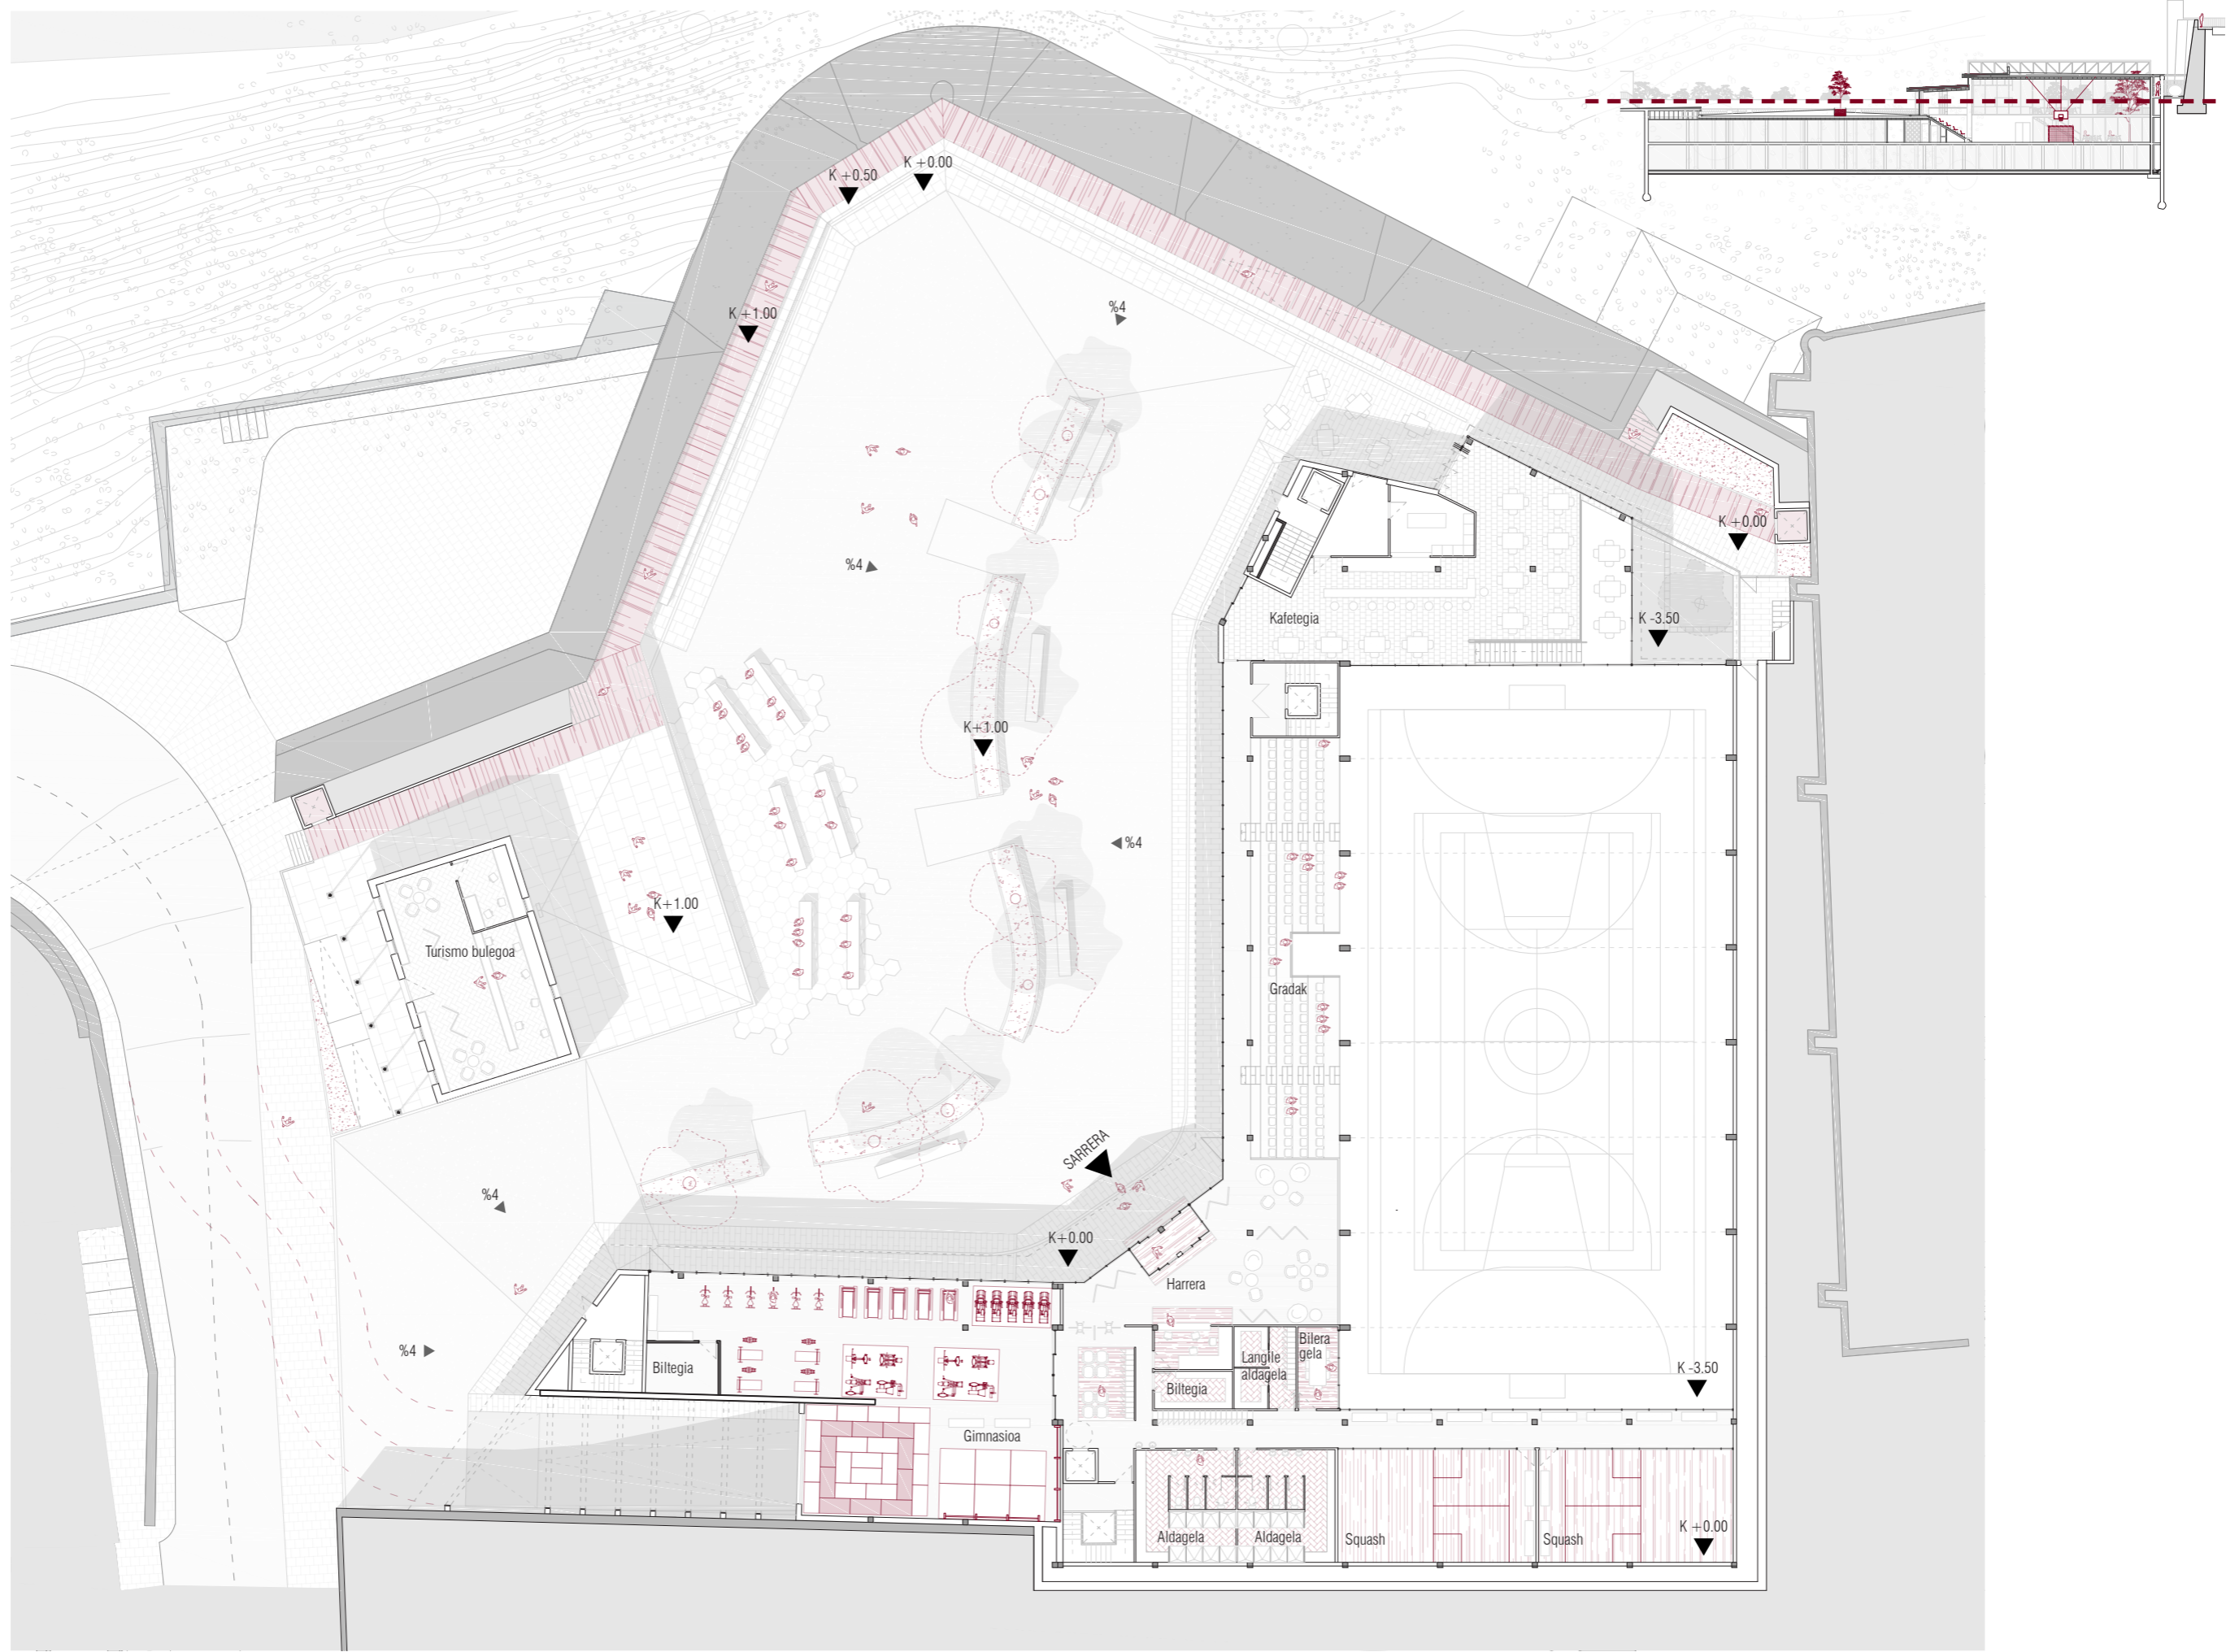 K +0.00
K +0.50
K +1.00
%4
%4
K +0.00
Kafetegia
K -3.50
K+1.00
%4
K+1.00
Turismo bulegoa
Gradak
SARRERA
%4
K+0.00
Harrera
%4
Biltegia
Bilera
gela
Langile
aldagela
Biltegia
K -3.50
Gimnasioa
Aldagela
Aldagela
Squash
Squash
K +0.00